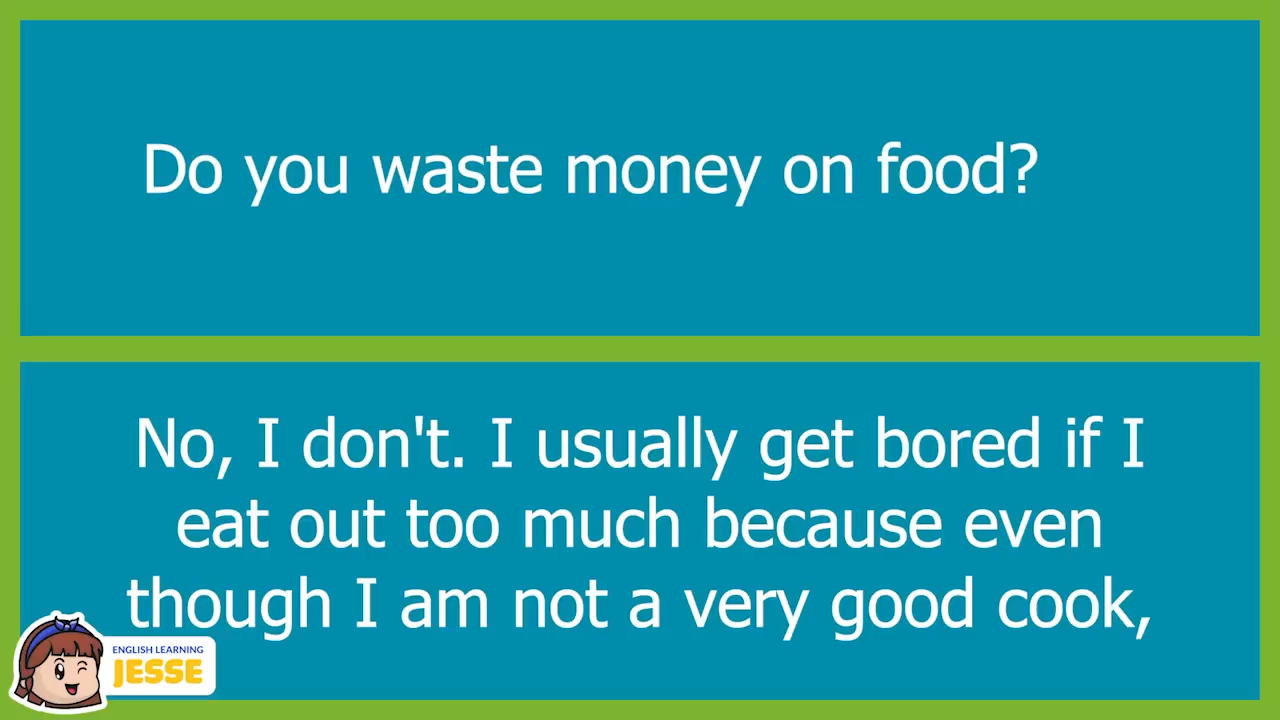 Do you waste money on food?
No, I don't. I usually get bored if I
eat out too much because even
though I am not a very good cook,
ENGLISH LEARNING
JESSE